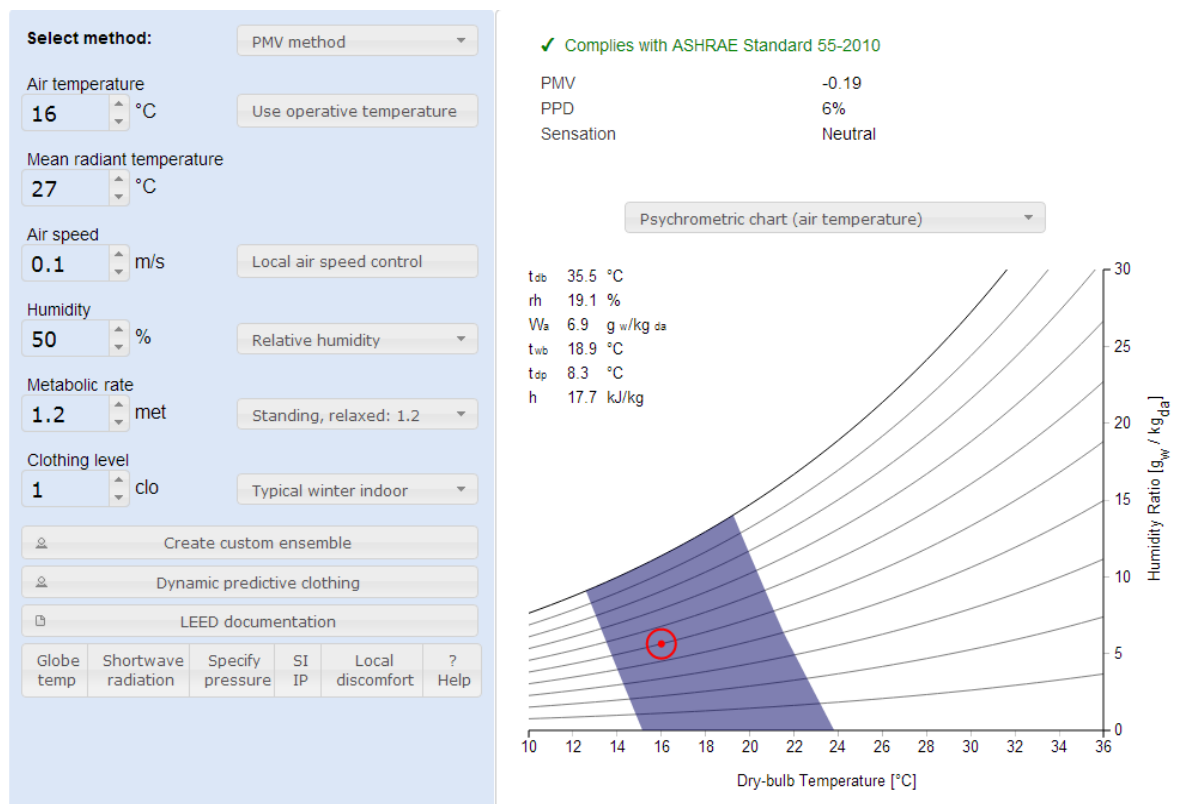 Select method:
PMV method
Air temperature
16 °C
Use operative temperature
Mean radiant temperature
27 °C
Air speed
0.1 m/s
Local air speed control
Humidity
50 %
Relative humidity
Metabolic rate
1.2 met
Standing, relaxed: 1.2
Clothing level
1 clo
Typical winter indoor
Create custom ensemble
Dynamic predictive clothing
LEED documentation
Globe temp
Shortwave radiation
Specify pressure
SI IP
Local discomfort
? Help
✓ Complies with ASHRAE Standard 55-2010
PMV -0.19
PPD 6%
Sensation Neutral
Psychrometric chart (air temperature)
tdb 35.5 °C
rh 19.1 %
Wa 6.9 g w/kg da
twb 18.9 °C
tdp 8.3 °C
h 17.7 kJ/kg
30
25
20
15
10
5
0
Humidity Ratio [gw / kgda]
10 12 14 16 18 20 22 24 26 28 30 32 34 36
Dry-bulb Temperature [°C]